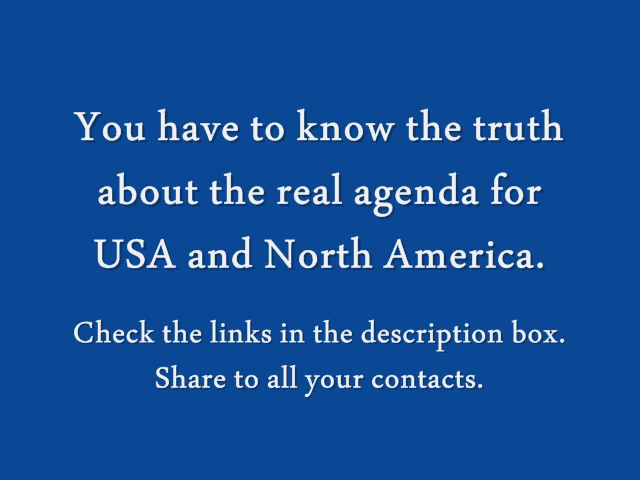 You have to know the truth
about the real agenda for
USA and North America.
Check the links in the description box.
Share to all your contacts.